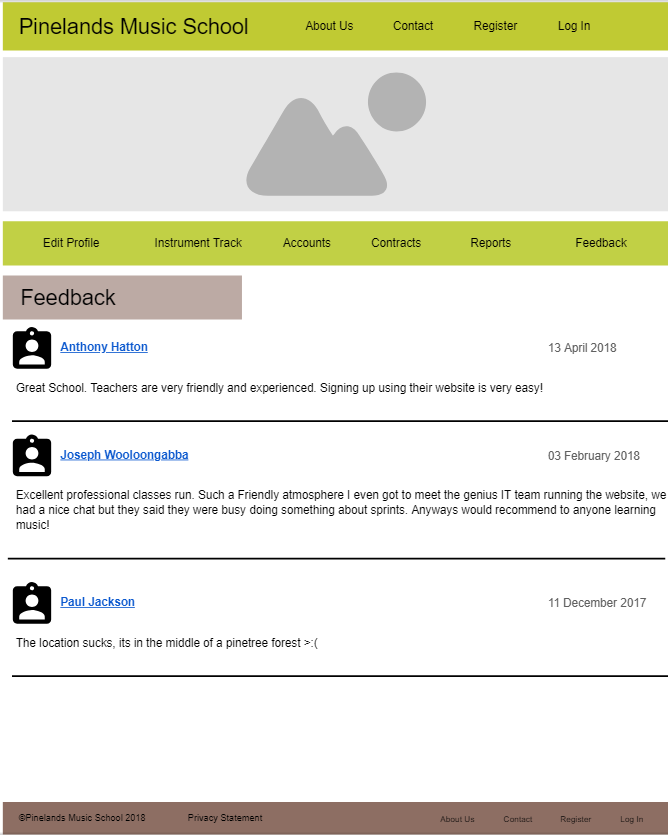 Pinelands Music School About Us Contact Register Log In
Edit Profile Instrument Track Accounts Contracts Reports Feedback
Feedback
Anthony Hatton 13 April 2018
Great School. Teachers are very friendly and experienced. Signing up using their website is very easy!
Joseph Wooloongabba 03 February 2018
Excellent professional classes run. Such a Friendly atmosphere I even got to meet the genius IT team running the website, we
had a nice chat but they said they were busy doing something about sprints. Anyways would recommend to anyone learning
music!
Paul Jackson 11 December 2017
The location sucks, its in the middle of a pinetree forest >:(
©Pinelands Music School 2018 Privacy Statement About Us Contact Register Log In